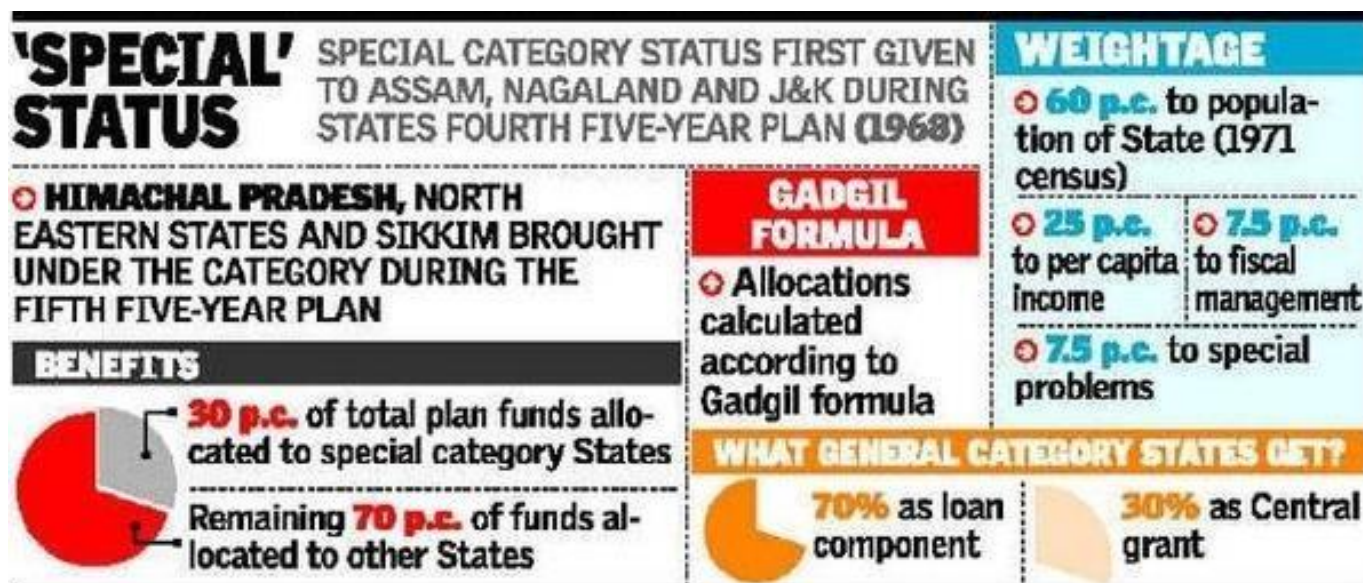 'SPECIAL'
STATUS
SPECIAL CATEGORY STATUS FIRST GIVEN
TO ASSAM, NAGALAND AND J&K DURING
STATES FOURTH FIVE-YEAR PLAN (1968)
HIMACHAL PRADESH, NORTH
EASTERN STATES AND SIKKIM BROUGHT
UNDER THE CATEGORY DURING THE
FIFTH FIVE-YEAR PLAN
BENEFITS
30 p.c. of total plan funds allo-
cated to special category States
Remaining 70 p.c. of funds al-
located to other States
GADGIL
FORMULA
Allocations
calculated
according to
Gadgil formula
WEIGHTAGE
60 p.c. to popula-
tion of State (1971
census)
25 p.c.
to per capita
income
7.5 p.c.
to fiscal
management
7.5 p.c. to special
problems
WHAT GENERAL CATEGORY STATES GET?
70% as loan
component
30% as Central
grant